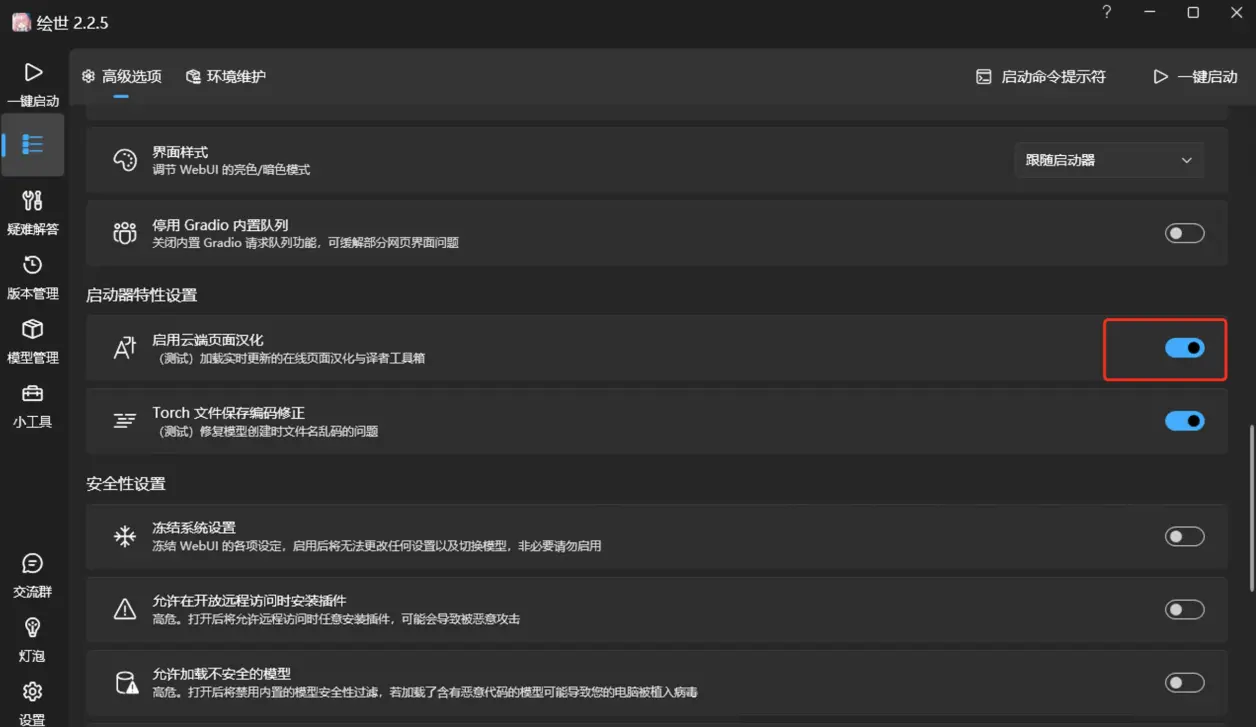 绘世 2.2.5
?
一键启动
高级选项
环境维护
启动命令提示符
一键启动
界面样式
调节 WebUI 的亮色/暗色模式
跟随启动器
停用 Gradio 内置队列
关闭内置 Gradio 请求队列功能，可缓解部分网页界面问题
疑难解答
版本管理
模型管理
小工具
启动器特性设置
启用云端页面汉化
（测试）加载实时更新的在线页面汉化与译者工具箱
Torch 文件保存编码修正
（测试）修复模型创建时文件名乱码的问题
安全性设置
冻结系统设置
冻结 WebUI 的各项设定，启用后将无法更改任何设置以及切换模型，非必要请勿启用
允许在开放远程访问时安装插件
高危。打开后将允许远程访问时任意安装插件，可能会导致被恶意攻击
允许加载不安全的模型
高危。打开后将禁用内置的模型安全性过滤，若加载了含有恶意代码的模型可能导致您的电脑被植入病毒
交流群
灯泡
设置